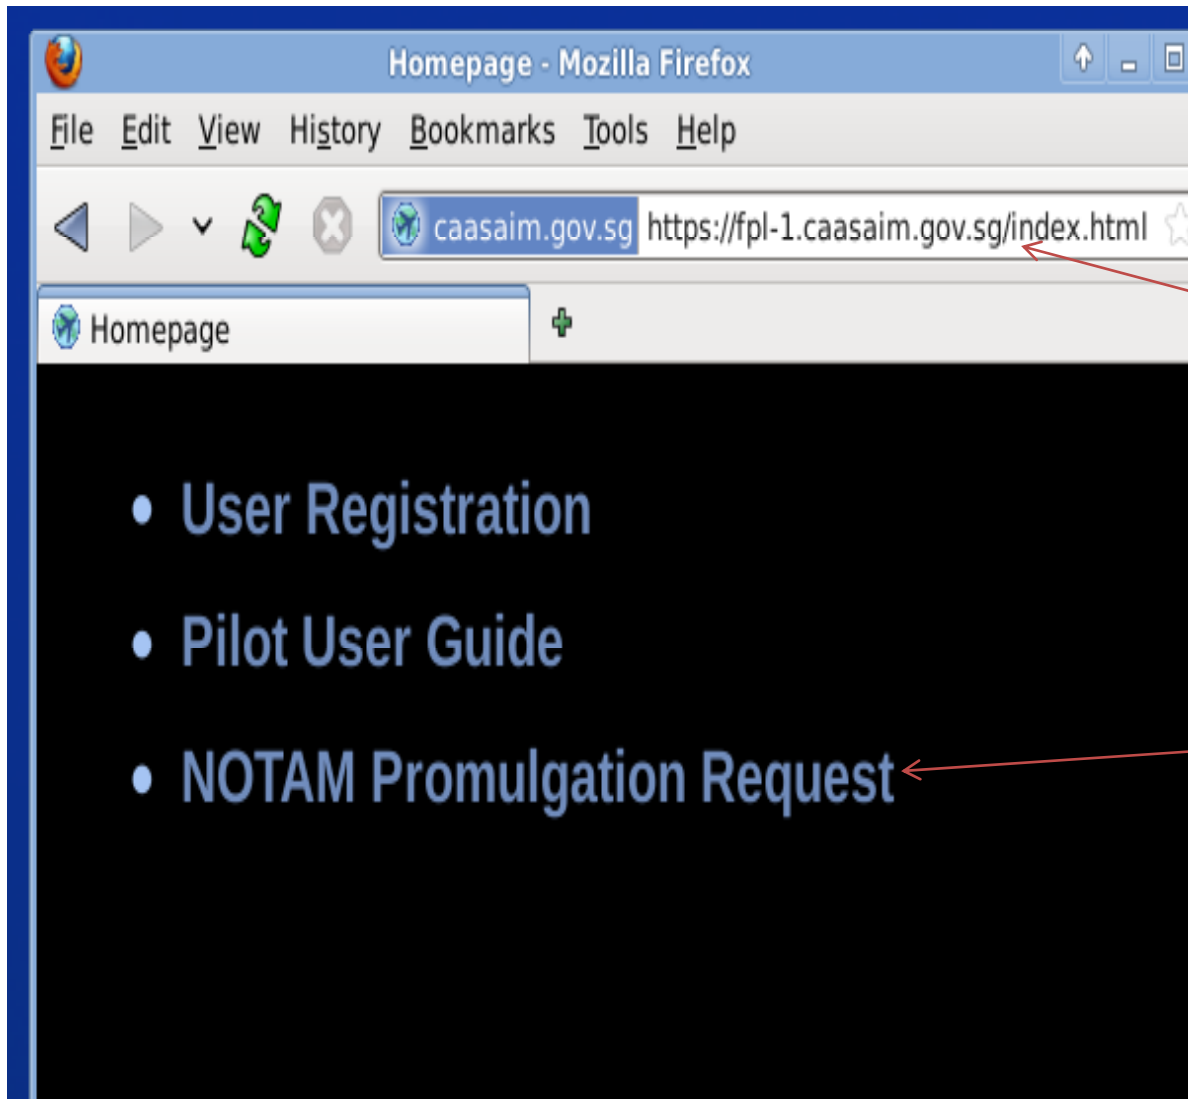 Homepage - Mozilla Firefox
File Edit View History Bookmarks Tools Help
caasaim.gov.sg https://fpl-1.caasaim.gov.sg/index.html
Homepage
• User Registration
• Pilot User Guide
• NOTAM Promulgation Request